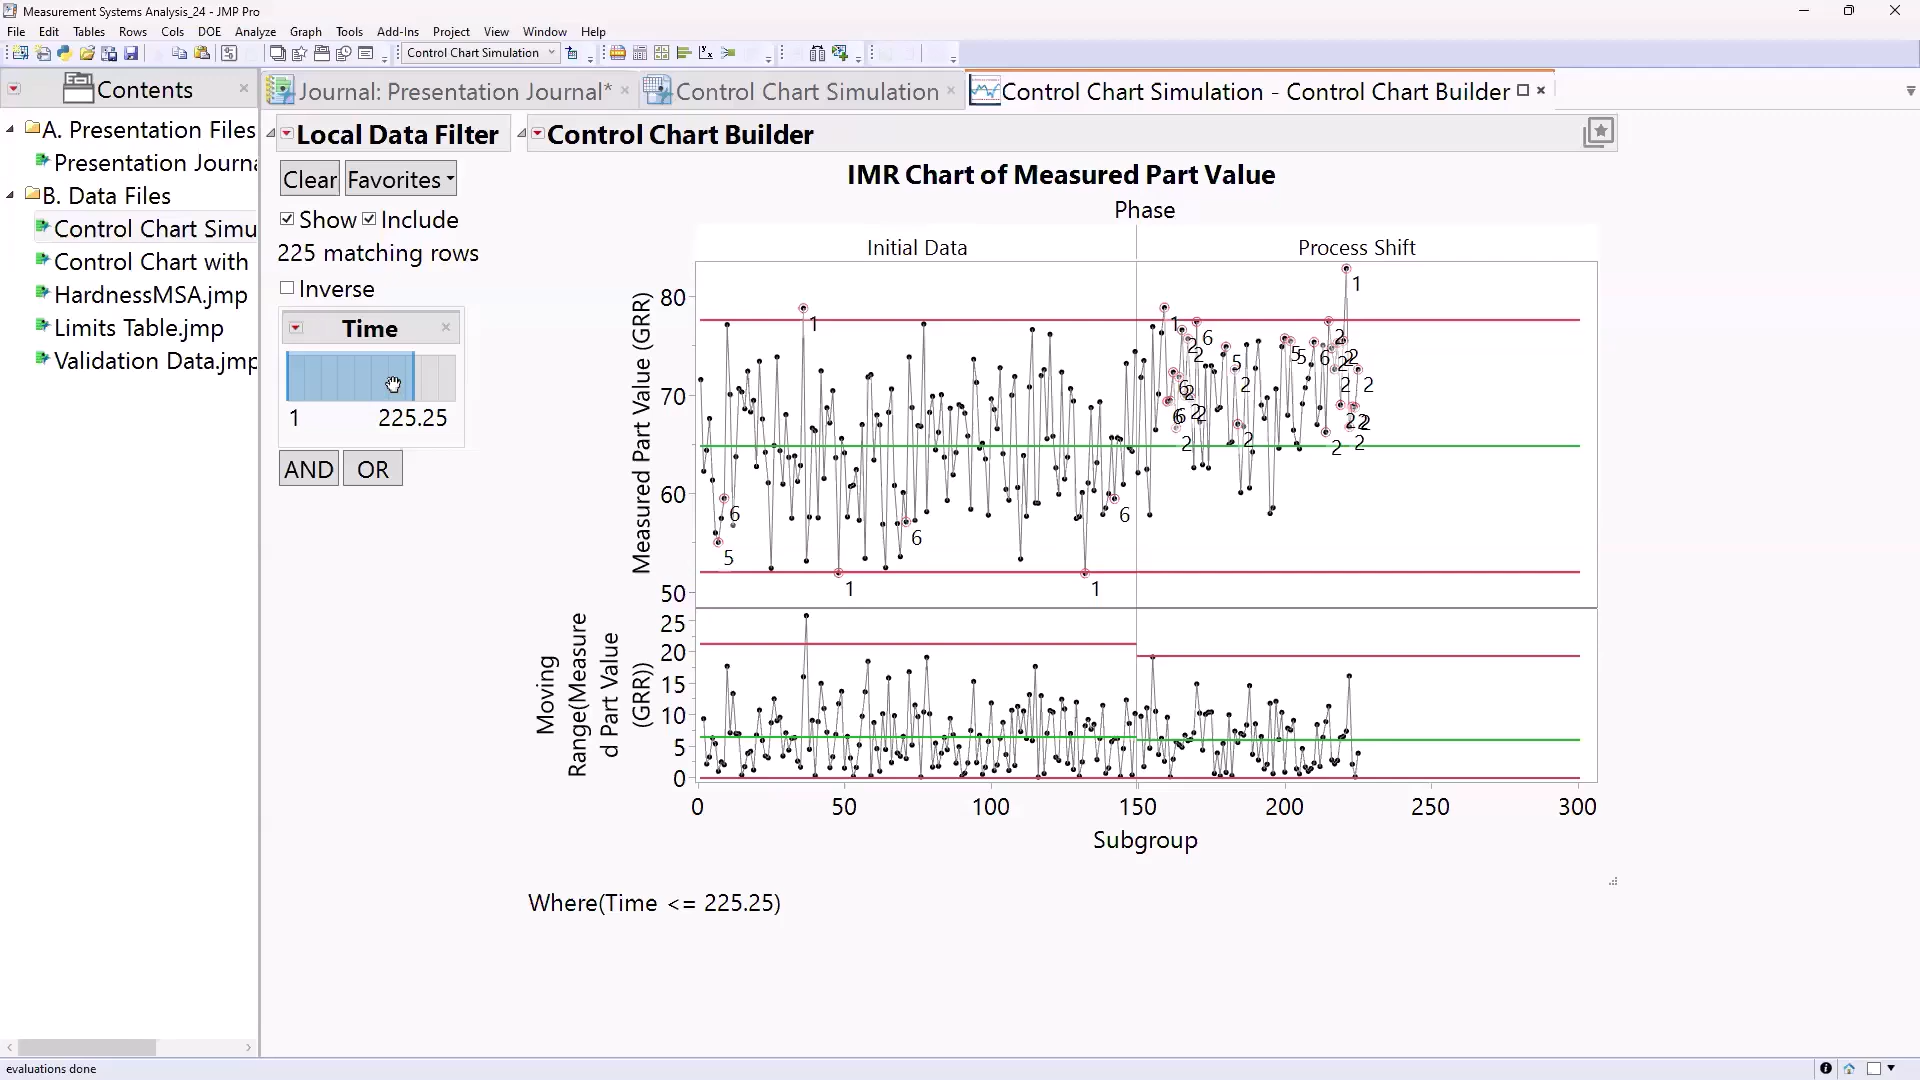 Measurement Systems Analysis_24 - JMP Pro
File Edit Tables Rows Cols DOE Analyze Graph Tools Add-Ins Project View Window Help
Control Chart Simulation
Contents
Journal: Presentation Journal*
Control Chart Simulation
Control Chart Simulation - Control Chart Builder
A. Presentation Files
Presentation Journa
B. Data Files
Control Chart Simu
Control Chart with
HardnessMSA.jmp
Limits Table.jmp
Validation Data.jmp
Local Data Filter
Clear Favorites
Show Include
225 matching rows
Inverse
Time
1 225.25
AND OR
Control Chart Builder
IMR Chart of Measured Part Value
Phase
Initial Data Process Shift
Measured Part Value (GRR)
80
70
60
50
Moving
Range(Measure
d Part Value
(GRR))
25
20
15
10
5
0
0 50 100 150 200 250 300
Subgroup
Where(Time <= 225.25)
evaluations done